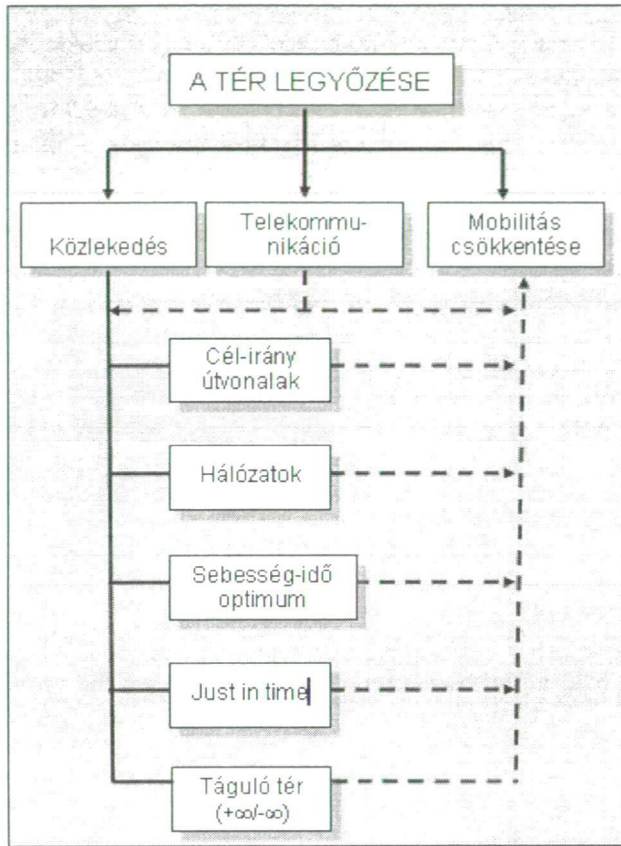 A TÉR LEGYŐZÉSE
Közlekedés
Telekommu-
nikáció
Mobilitás
csökkentése
Cél-irány
útvonalak
Hálózatok
Sebesség-idő
optimum
Just in time
Táguló tér
(+∞/-∞)